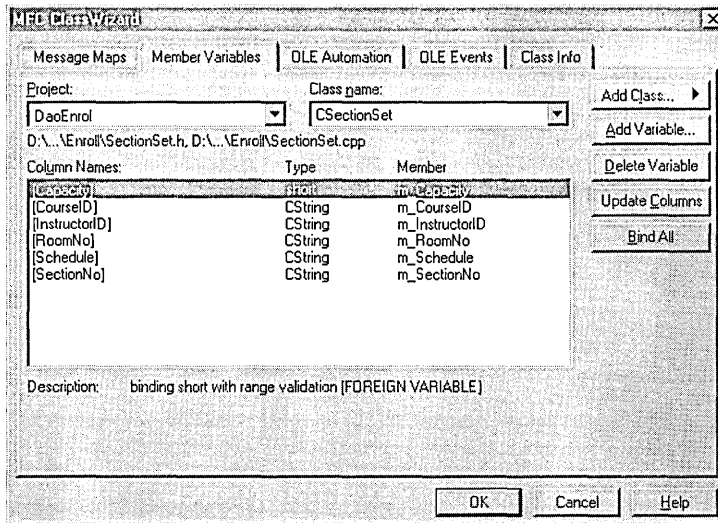 MFC ClassWizard
Message Maps Member Variables OLE Automation OLE Events Class Info
Project: Class name:
DaoEnrol CSectionSet
Add Class...
D:\...\Enroll\SectionSet.h, D:\...\Enroll\SectionSet.cpp
Add Variable...
Column Names: Type Member
Delete Variable
[Capacity] short m_Capacity
[CourseID] CString m_CourseID
Update Columns
[InstructorID] CString m_InstructorID
[RoomNo] CString m_RoomNo
Bind All
[Schedule] CString m_Schedule
[SectionNo] CString m_SectionNo
Description: binding short with range validation [FOREIGN VARIABLE]
OK Cancel Help